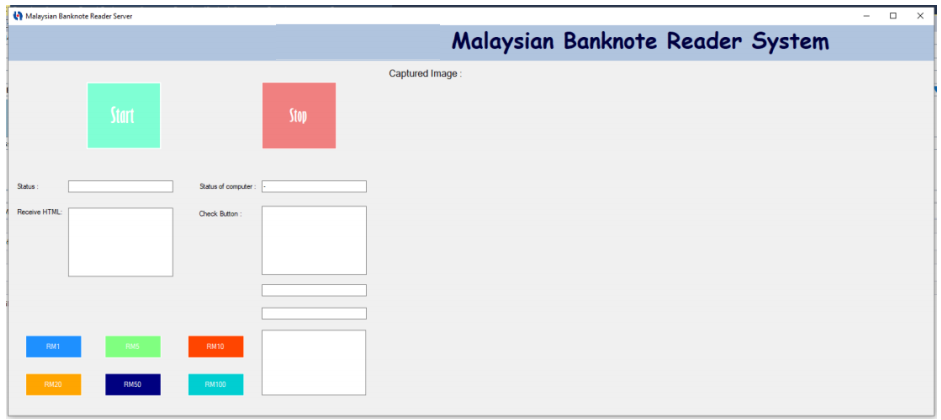 Malaysian Banknote Reader Server
Malaysian Banknote Reader System
Captured Image :
Start
Stop
Status :
Status of computer : -
Receive HTML:
Check Button :
RM1
RM5
RM10
RM20
RM50
RM100